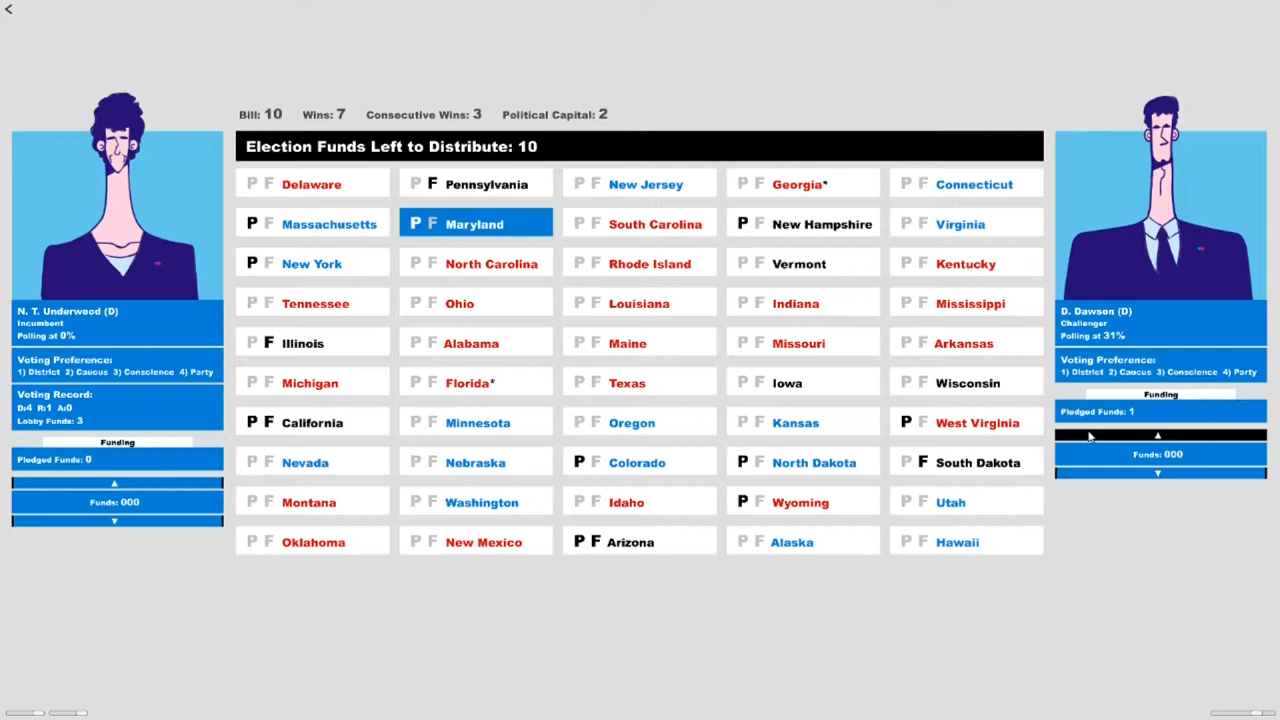 Bill: 10 Wins: 7 Consecutive Wins: 3 Political Capital: 2
Election Funds Left to Distribute: 10
P F Delaware P F Pennsylvania P F New Jersey P F Georgia* P F Connecticut
P F Massachusetts P F Maryland P F South Carolina P F New Hampshire P F Virginia
P F New York P F North Carolina P F Rhode Island P F Vermont P F Kentucky
P F Tennessee P F Ohio P F Louisiana P F Indiana P F Mississippi
P F Illinois P F Alabama P F Maine P F Missouri P F Arkansas
P F Michigan P F Florida* P F Texas P F Iowa P F Wisconsin
P F California P F Minnesota P F Oregon P F Kansas P F West Virginia
P F Nevada P F Nebraska P F Colorado P F North Dakota P F South Dakota
P F Montana P F Washington P F Idaho P F Wyoming P F Utah
P F Oklahoma P F New Mexico P F Arizona P F Alaska P F Hawaii
N. T. Underwood (D)
Incumbent
Polling at 0%
Voting Preference:
1) District 2) Caucus 3) Conscience 4) Party
Voting Record:
D:4 R:1 A:0
Lobby Funds: 3
Funding
Pledged Funds: 0
Funds: 000
D. Dawson (D)
Challenger
Polling at 31%
Voting Preference:
1) District 2) Caucus 3) Conscience 4) Party
Funding
Pledged Funds: 1
Funds: 000